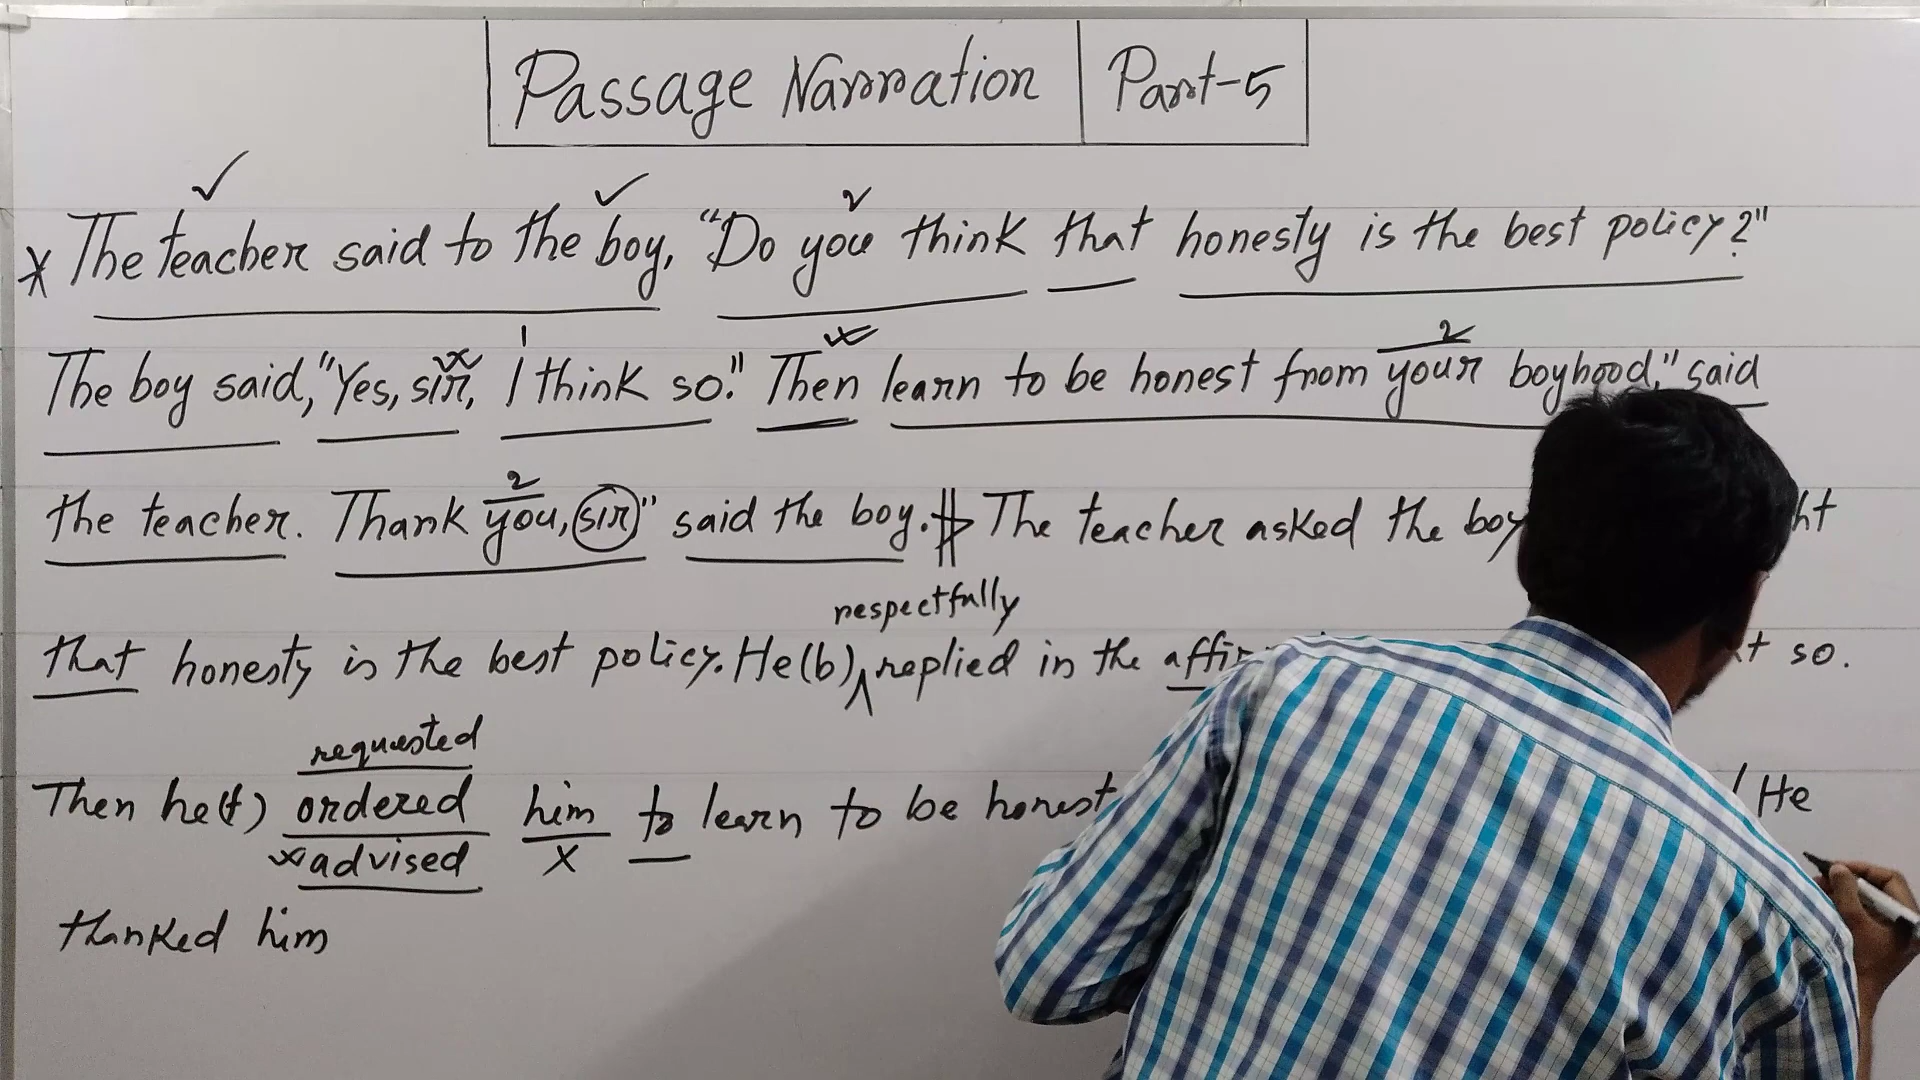 Passage Narration | Part-5
* The teacher said to the boy, "Do you think that honesty is the best policy?"
The boy said, "Yes, sir, I think so." Then learn to be honest from your boyhood," said
the teacher. Thank you, sir" said the boy. The teacher asked the boy
respectfully
that honesty is the best policy. He (b) ^ replied in the so.
requested
Then he (t) ordered him to learn to be honest / He
advised x
thanked him